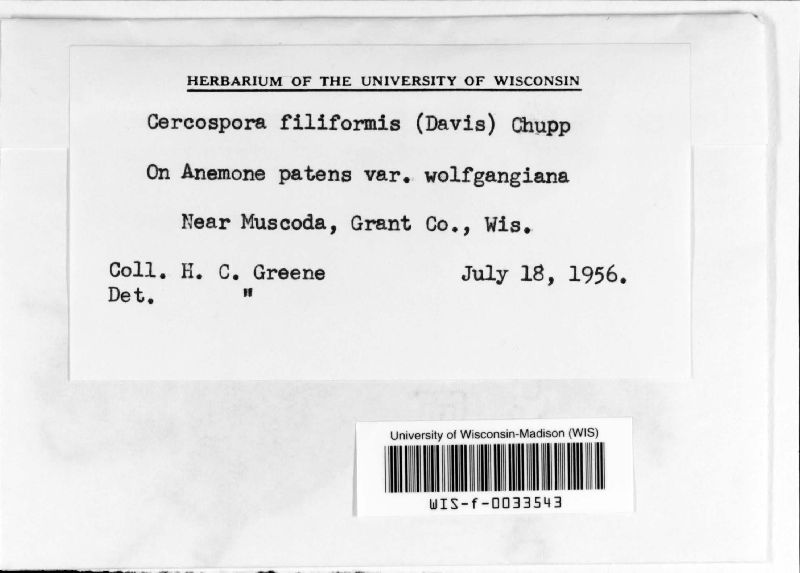 HERBARIUM OF THE UNIVERSITY OF WISCONSIN
Cercospora filiformis (Davis) Chupp
On Anemone patens var. wolfgangiana
Near Muscoda, Grant Co., Wis.
Coll. H. C. Greene July 18, 1956.
Det. "
University of Wisconsin-Madison (WIS)
WIS-f-0033543